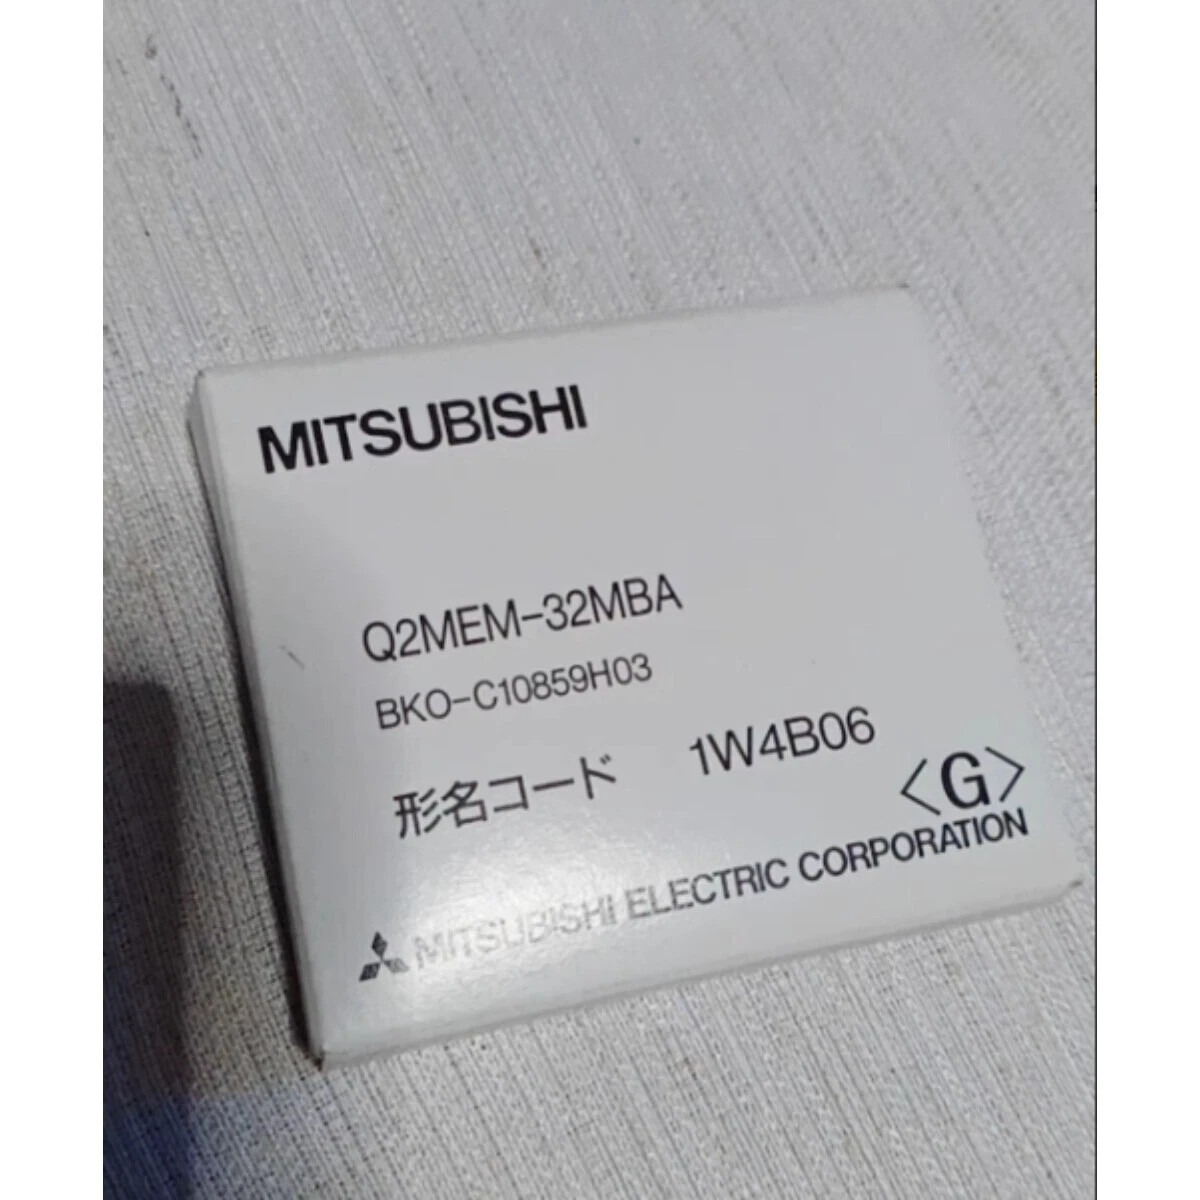 MITSUBISHI
Q2MEM-32MBA
BKO-C10859H03
形名コード 1W4B06
<G>
MITSUBISHI ELECTRIC CORPORATION